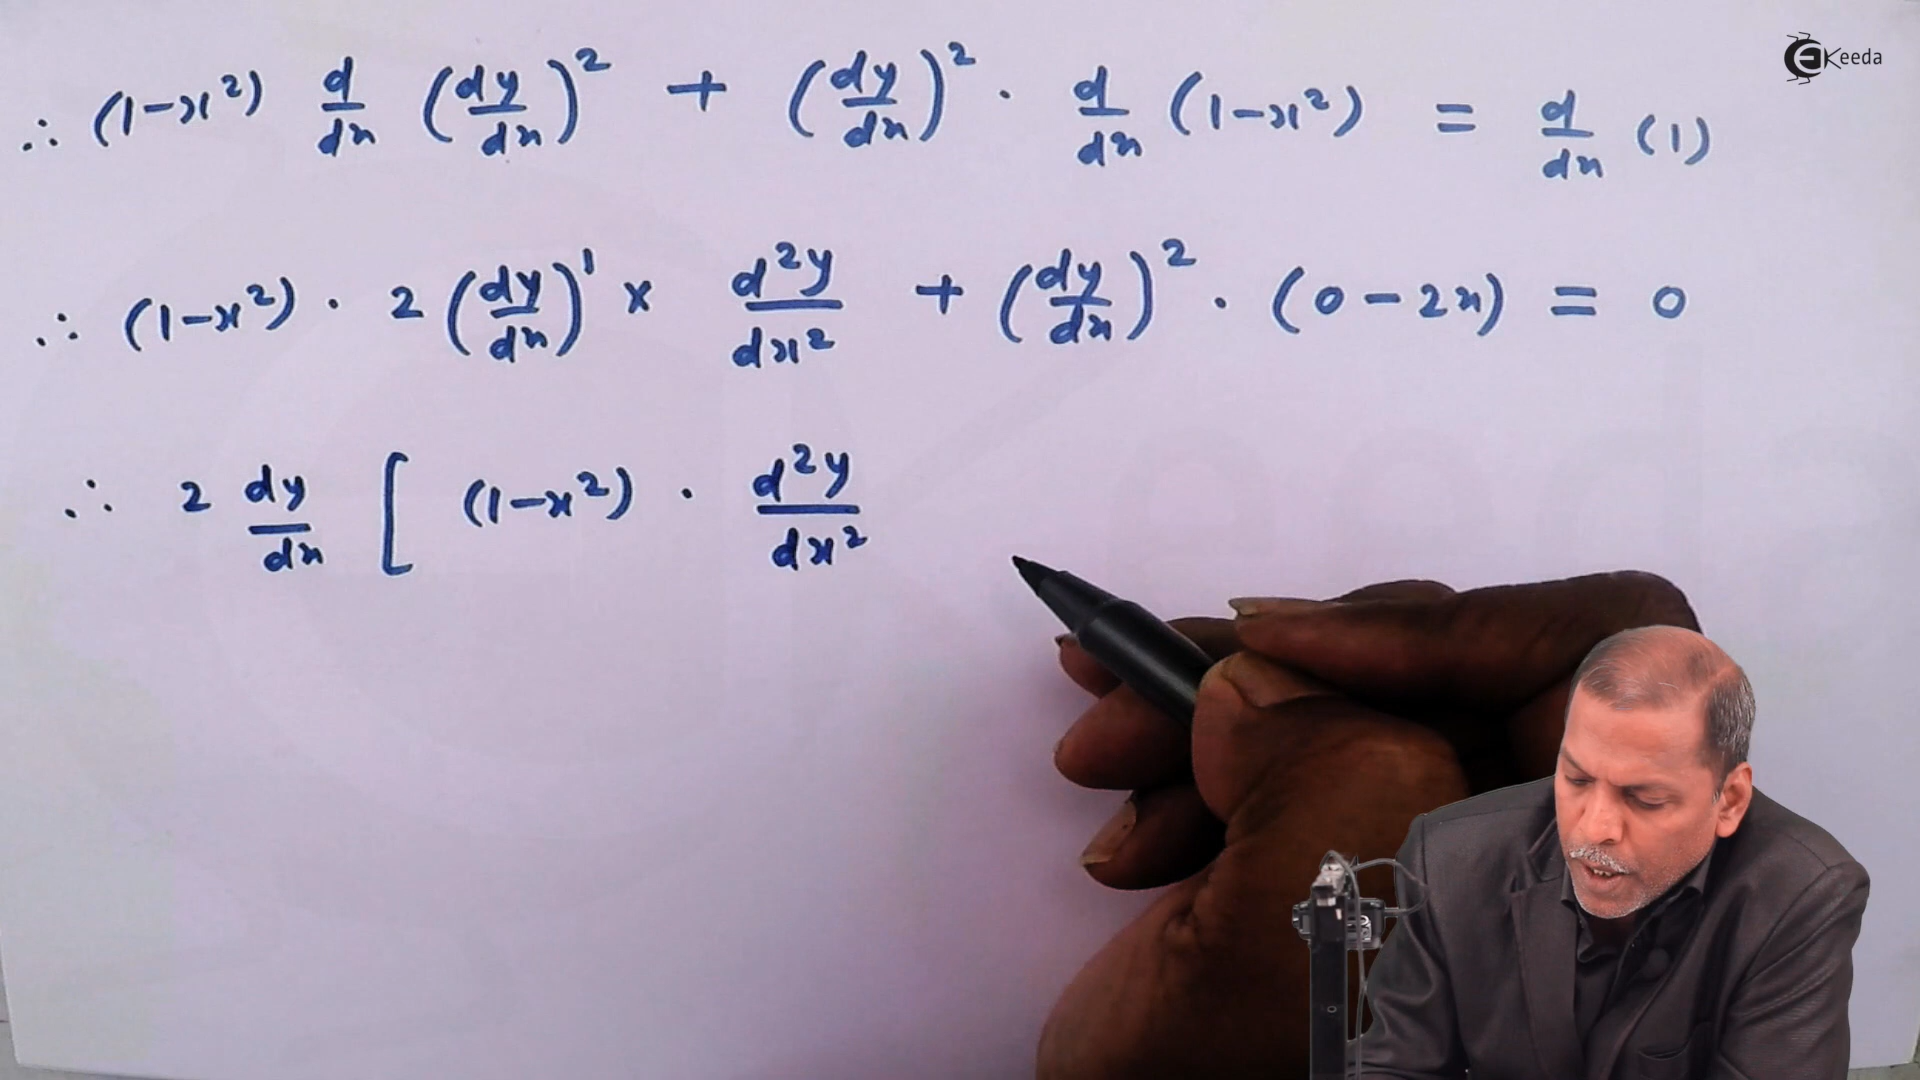 Keeda
∴ (1-x²) d/dx (dy/dx)² + (dy/dx)² · d/dx (1-x²) = d/dx (1)
∴ (1-x²) · 2 (dy/dx)¹ × d²y/dx² + (dy/dx)² · (0-2x) = 0
∴ 2 dy/dx [ (1-x²) · d²y/dx²